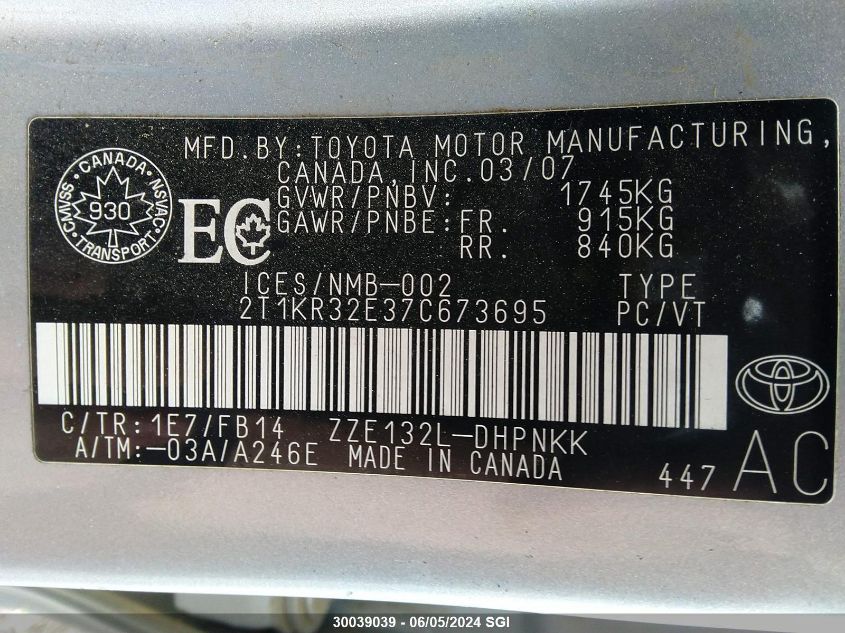 MFD.BY:TOYOTA MOTOR MANUFACTURING,
CANADA,INC.03/07
GVWR/PNBV: 1745KG
GAWR/PNBE:FR. 915KG
RR. 840KG
CANADA
CMVSS 930 NSVAC
TRANSPORT
EC
ICES/NMB-002 TYPE
2T1KR32E37C673695 PC/VT
C/TR:1E7/FB14 ZZE132L-DHPNKK
A/TM:-03A/A246E MADE IN CANADA
447 AC
TOYOTA
30039039 - 06/05/2024 SGI